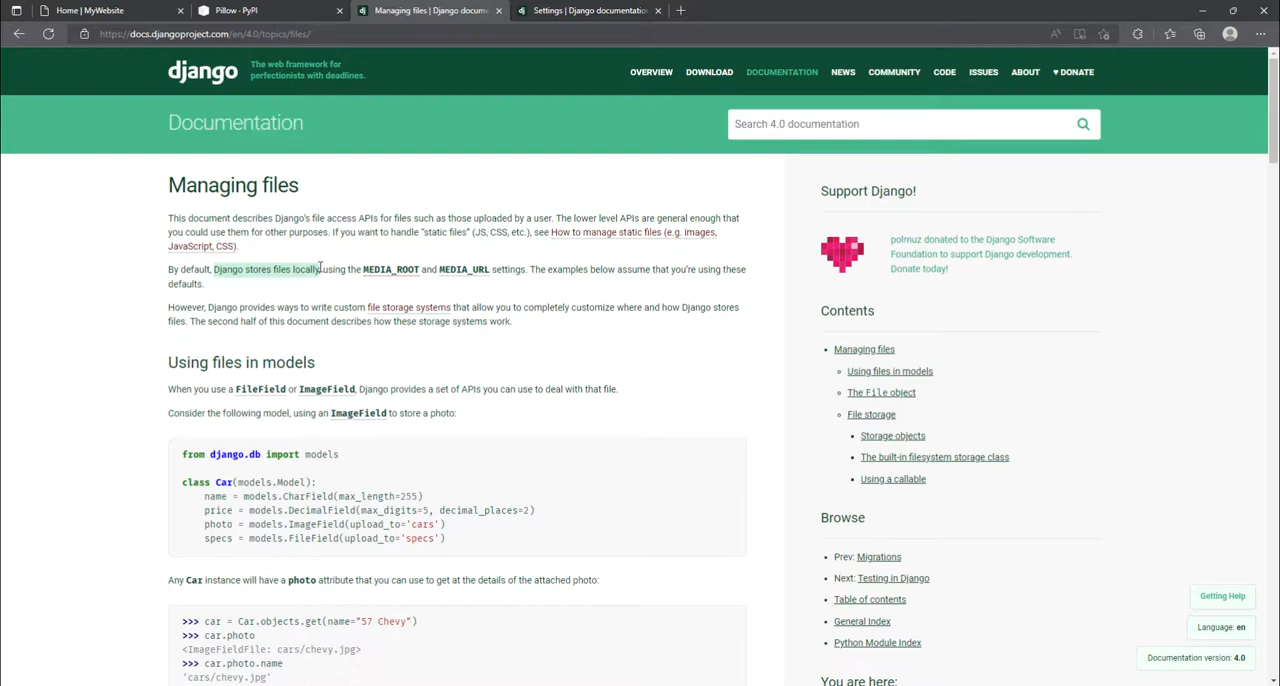 Home | MyWebsite
Pillow · PyPI
Managing files | Django docume
Settings | Django documentation
https://docs.djangoproject.com/en/4.0/topics/files/
django
The web framework for
perfectionists with deadlines.
OVERVIEW DOWNLOAD DOCUMENTATION NEWS COMMUNITY CODE ISSUES ABOUT ♥ DONATE
Documentation
Search 4.0 documentation
Managing files
This document describes Django's file access APIs for files such as those uploaded by a user. The lower level APIs are general enough that
you could use them for other purposes. If you want to handle "static files" (JS, CSS, etc.), see How to manage static files (e.g. images,
JavaScript, CSS).
By default, Django stores files locally, using the MEDIA_ROOT and MEDIA_URL settings. The examples below assume that you're using these
defaults.
However, Django provides ways to write custom file storage systems that allow you to completely customize where and how Django stores
files. The second half of this document describes how these storage systems work.
Using files in models
When you use a FileField or ImageField, Django provides a set of APIs you can use to deal with that file.
Consider the following model, using an ImageField to store a photo:
from django.db import models
class Car(models.Model):
name = models.CharField(max_length=255)
price = models.DecimalField(max_digits=5, decimal_places=2)
photo = models.ImageField(upload_to='cars')
specs = models.FileField(upload_to='specs')
Any Car instance will have a photo attribute that you can use to get at the details of the attached photo:
>>> car = Car.objects.get(name="57 Chevy")
>>> car.photo
<ImageFieldFile: cars/chevy.jpg>
>>> car.photo.name
'cars/chevy.jpg'
Support Django!
polmuz donated to the Django Software
Foundation to support Django development.
Donate today!
Contents
Managing files
Using files in models
The File object
File storage
Storage objects
The built-in filesystem storage class
Using a callable
Browse
Prev: Migrations
Next: Testing in Django
Table of contents
General Index
Python Module Index
You are here:
Getting Help
Language: en
Documentation version: 4.0